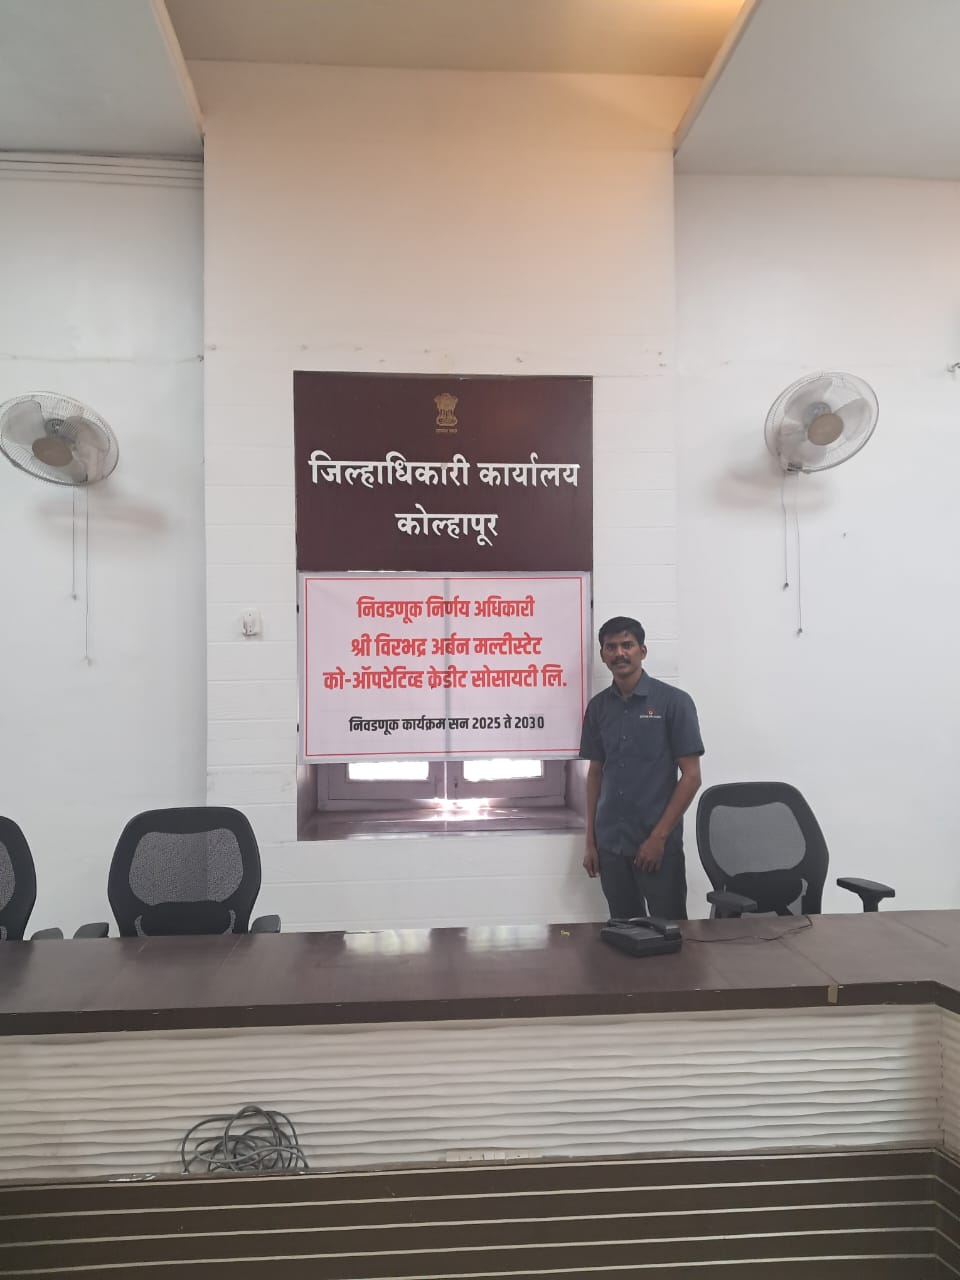 जिल्हाधिकारी कार्यालय
कोल्हापूर
निवडणूक निर्णय अधिकारी
श्री विरभद्र अर्बन मल्टीस्टेट
को-ऑपरेटिव्ह क्रेडीट सोसायटी लि.
निवडणूक कार्यक्रम सन 2025 ते 2030